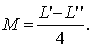 M = (L' − L'')/4.